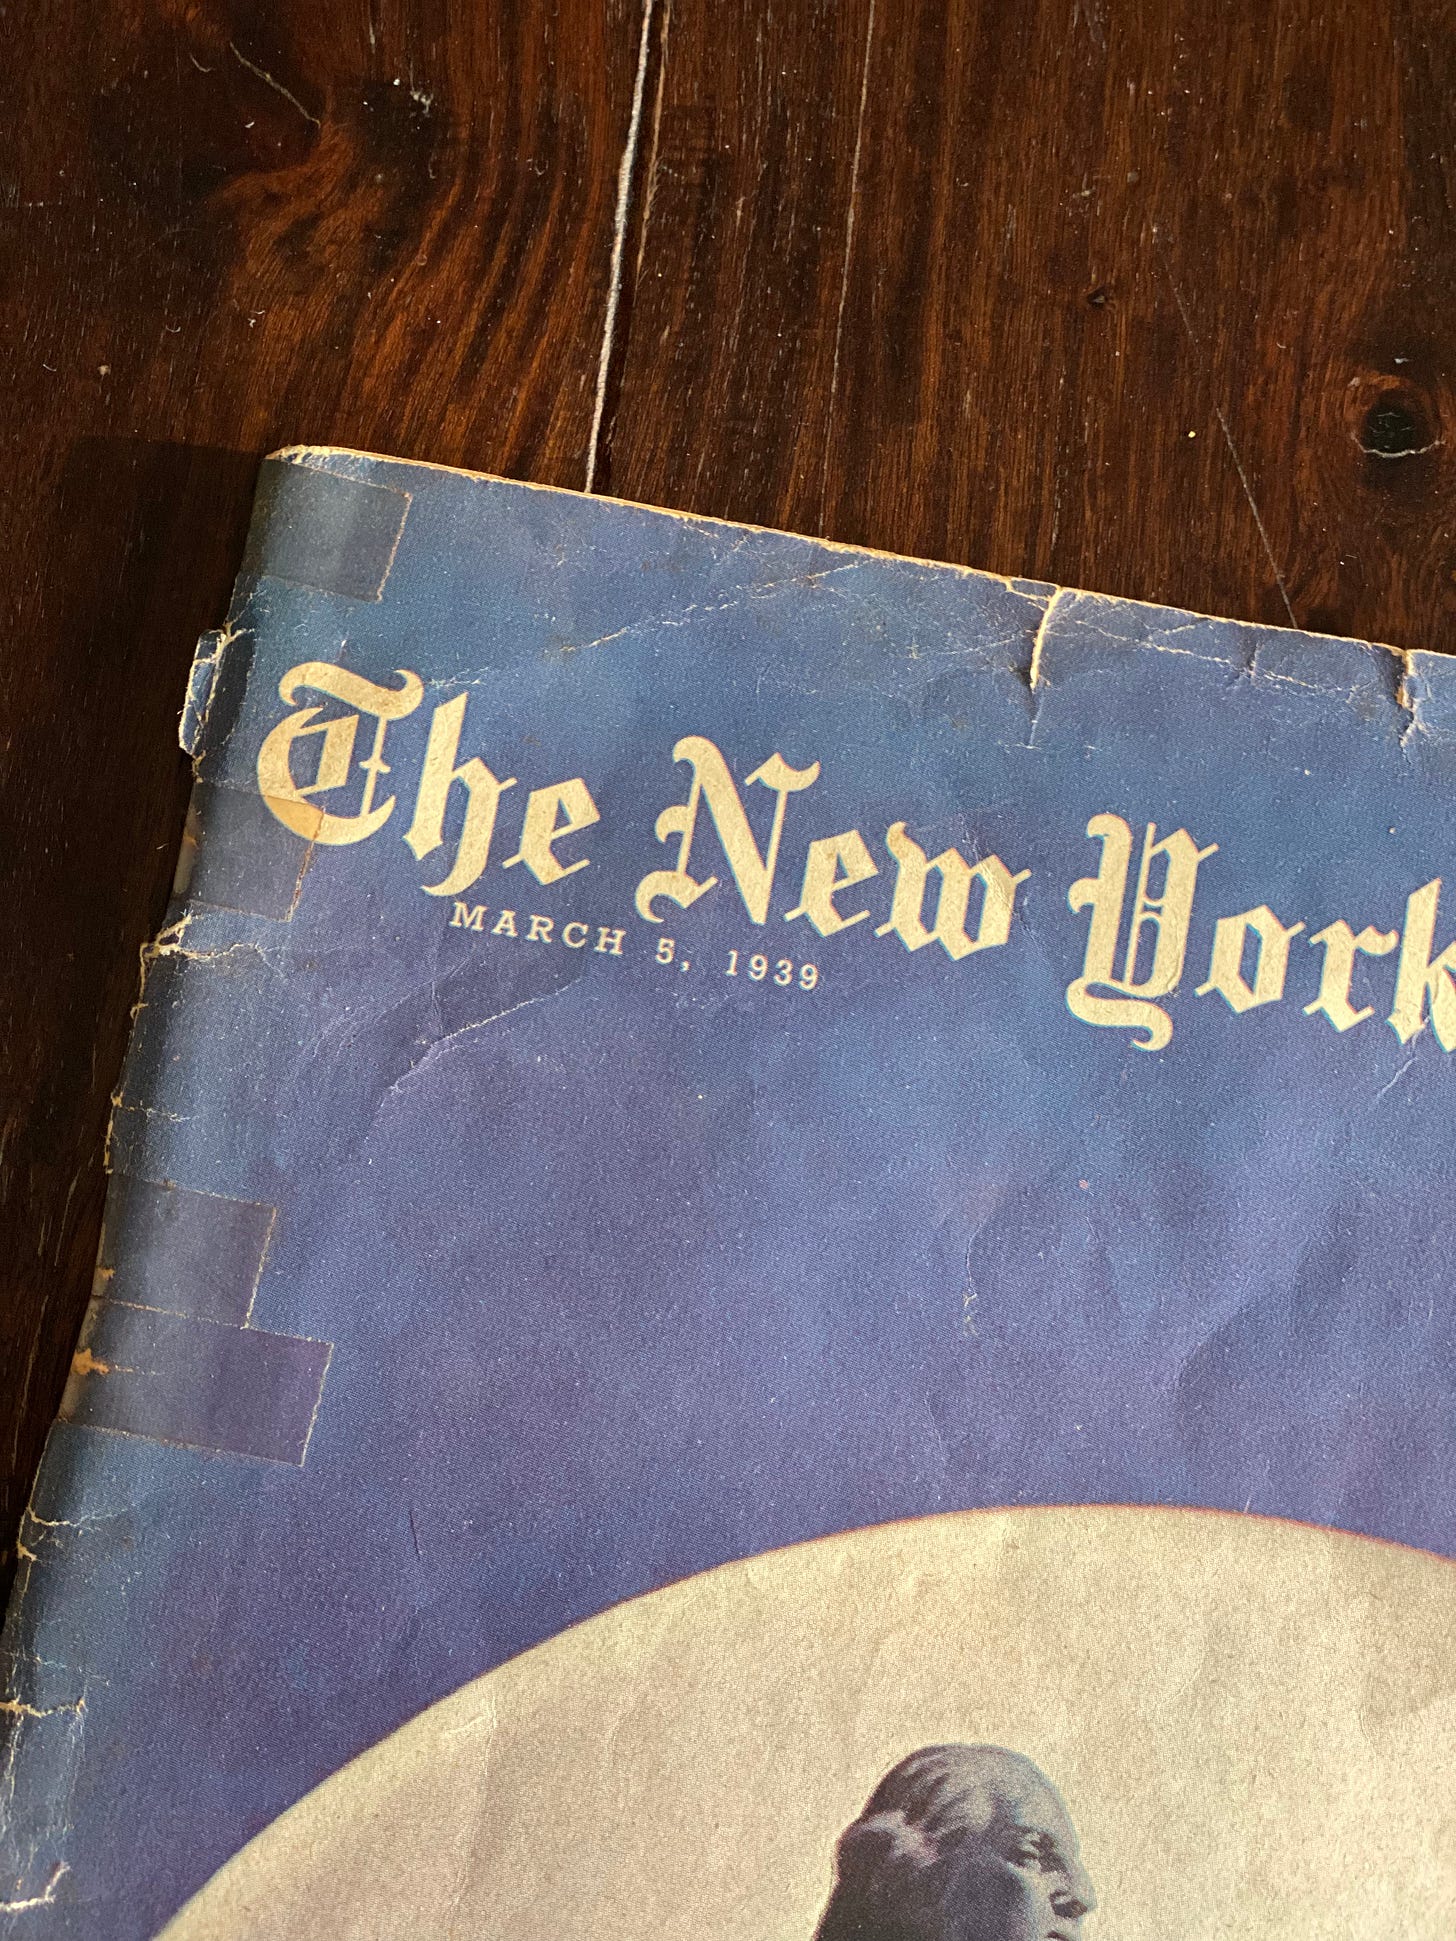 The New York
MARCH 5, 1939